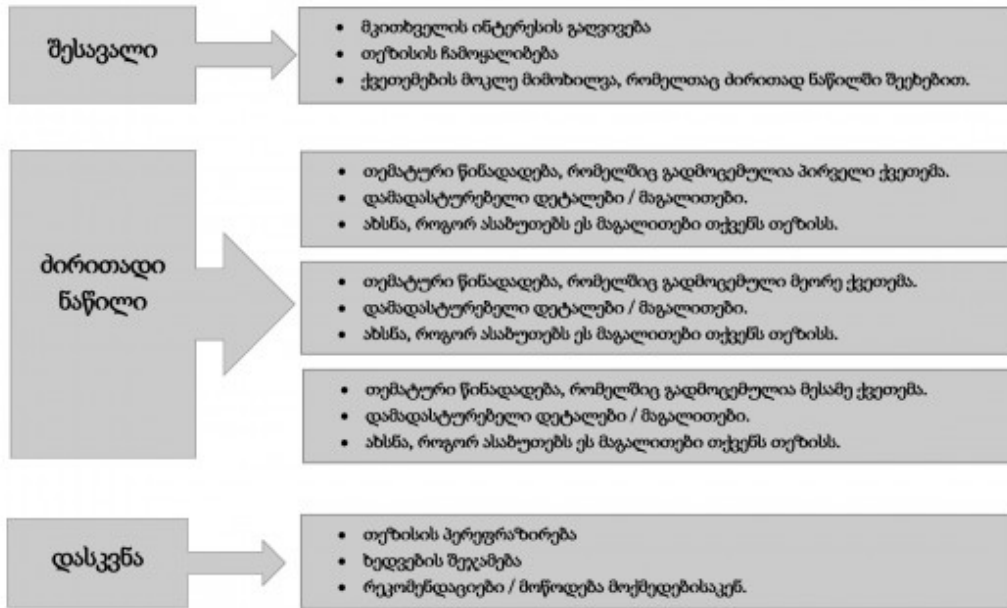 შესავალი
• მკითხველის ინტერესის გაღვივება
• თეზისის ჩამოყალიბება
• ქვეთემების მოკლე მიმოხილვა, რომელთაც ძირითად ნაწილში შეეხებით.
ძირითადი
ნაწილი
• თემატური წინადადება, რომელშიც გადმოცემულია პირველი ქვეთემა.
• დამადასტურებელი დეტალები / მაგალითები.
• ახსნა, როგორ ასაბუთებს ეს მაგალითები თქვენს თეზისს.
• თემატური წინადადება, რომელშიც გადმოცემული მეორე ქვეთემა.
• დამადასტურებელი დეტალები / მაგალითები.
• ახსნა, როგორ ასაბუთებს ეს მაგალითები თქვენს თეზისს.
• თემატური წინადადება, რომელშიც გადმოცემულია მესამე ქვეთემა.
• დამადასტურებელი დეტალები / მაგალითები.
• ახსნა, როგორ ასაბუთებს ეს მაგალითები თქვენს თეზისს.
დასკვნა
• თეზისის პერეფრაზირება
• ხედვების შეჯამება
• რეკომენდაციები / მოწოდება მოქმედებისაკენ.